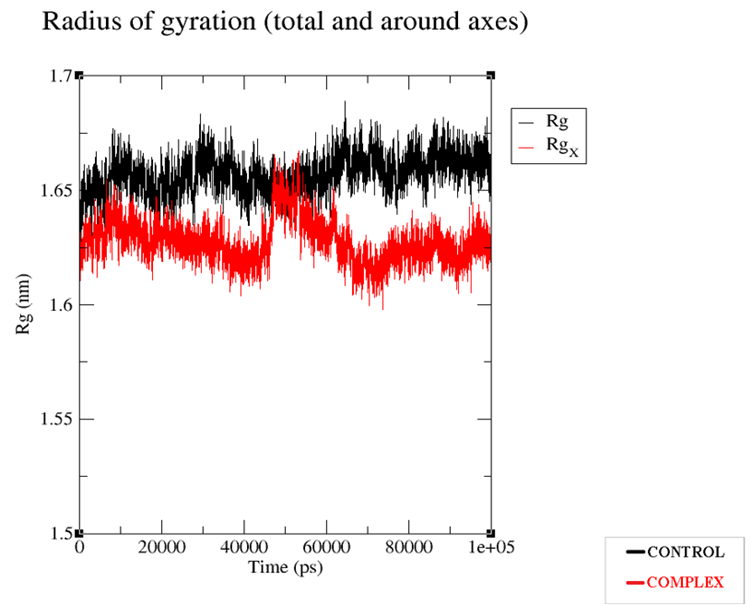 Radius of gyration (total and around axes)
1.7
1.65
1.6
1.55
1.5
Rg (nm)
0 20000 40000 60000 80000 1e+05
Time (ps)
Rg
RgX
CONTROL
COMPLEX